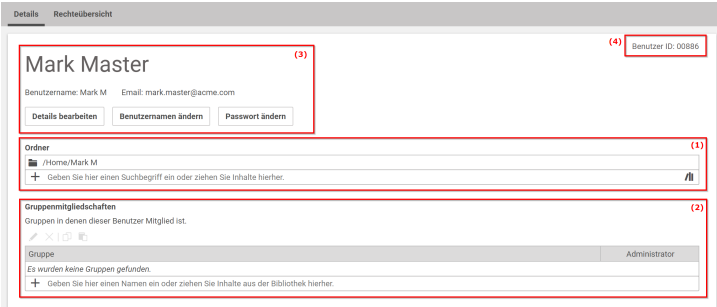 Details Rechteübersicht
(4) Benutzer ID: 00886
(3)
Mark Master
Benutzername: Mark M Email: mark.master@acme.com
Details bearbeiten Benutzernamen ändern Passwort ändern
(1)
Ordner
/Home/Mark M
Geben Sie hier einen Suchbegriff ein oder ziehen Sie Inhalte hierher.
Gruppenmitgliedschaften (2)
Gruppen in denen dieser Benutzer Mitglied ist.
Gruppe Administrator
Es wurden keine Gruppen gefunden.
Geben Sie hier einen Namen ein oder ziehen Sie Inhalte aus der Bibliothek hierher.